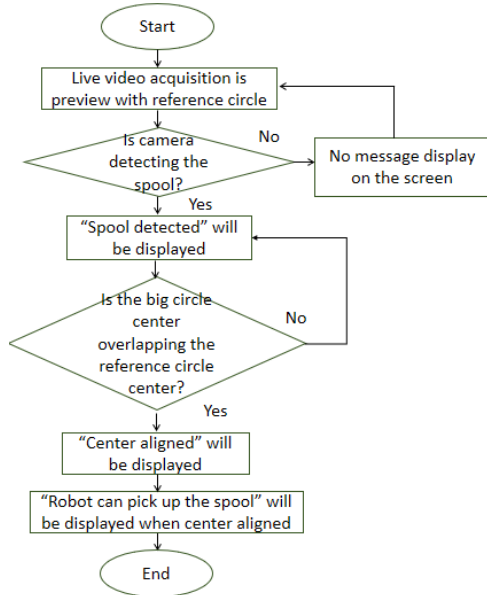 Start
Live video acquisition is
preview with reference circle
Is camera
detecting the
spool?
No
No message display
on the screen
Yes
“Spool detected” will
be displayed
Is the big circle
center
overlapping the
reference circle
center?
No
Yes
“Center aligned” will
be displayed
“Robot can pick up the spool” will
be displayed when center aligned
End